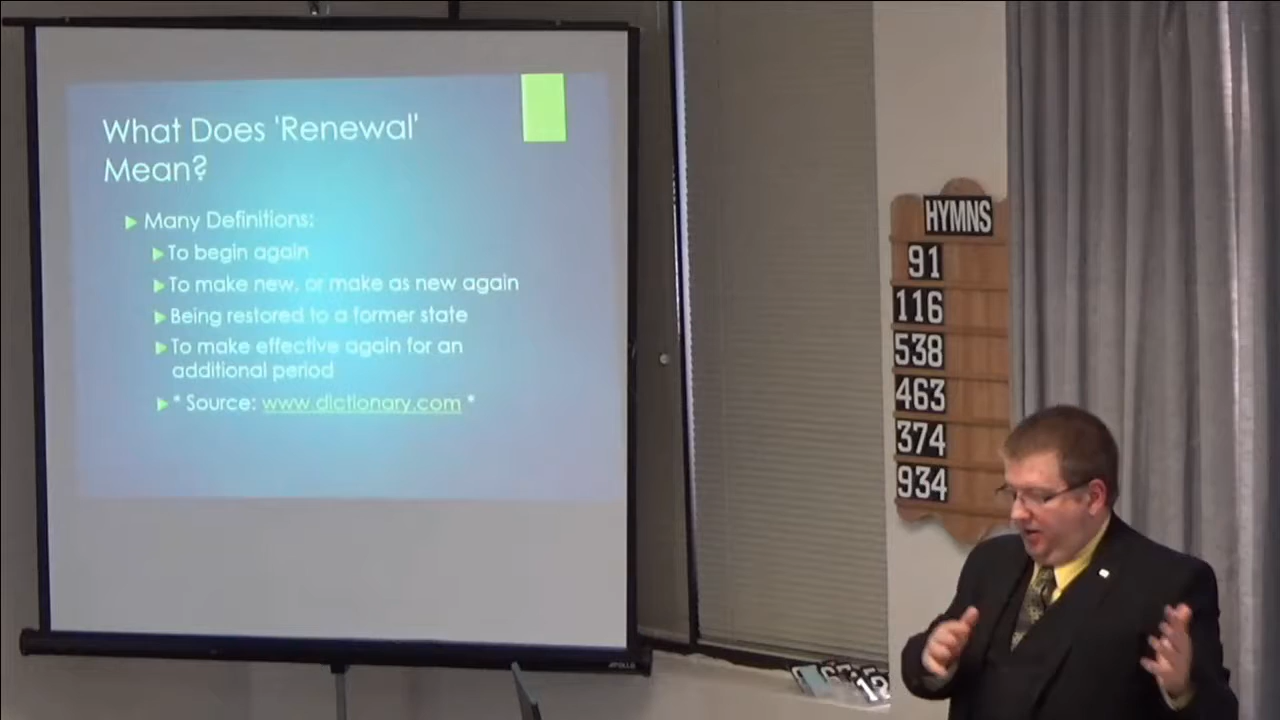 What Does 'Renewal'
Mean?
Many Definitions:
To begin again
To make new, or make as new again
Being restored to a former state
To make effective again for an
additional period
* Source: www.dictionary.com *
HYMNS
91
116
538
463
374
934
APOLLO
12